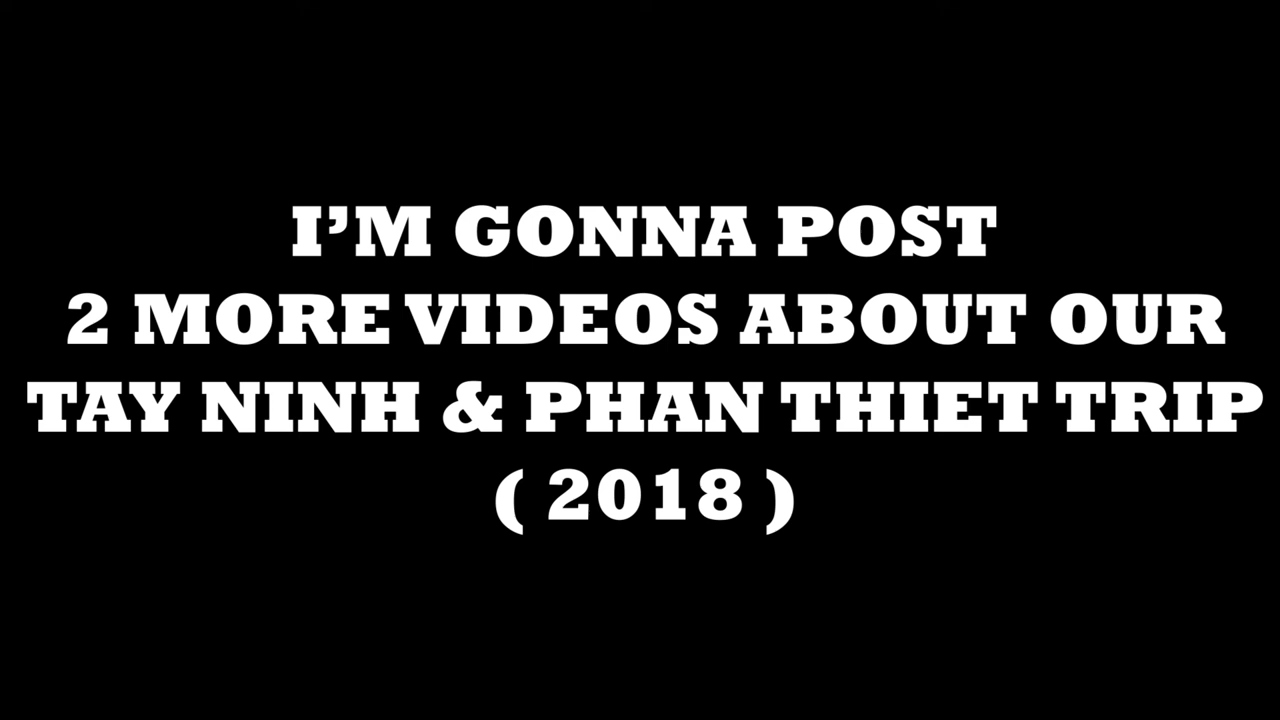 I’M GONNA POST
2 MORE VIDEOS ABOUT OUR
TAY NINH & PHAN THIET TRIP
( 2018 )